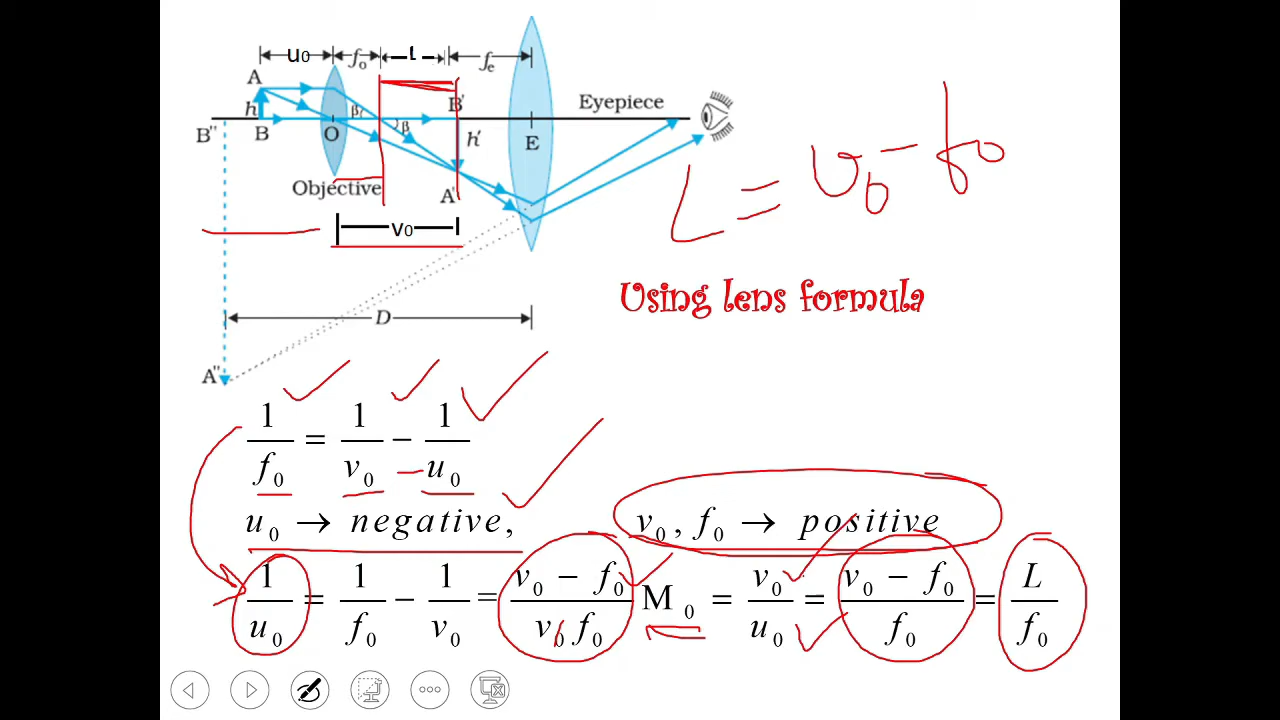 u₀ f₀ L fₑ
A
h β B' Eyepiece
B'' B O β h' E
Objective A'
v₀
L = v₀ - f₀
Using lens formula
D
A''
1/f₀ = 1/v₀ - 1/u₀
u₀ → negative, v₀, f₀ → positive
1/u₀ = 1/f₀ - 1/v₀ = (v₀ - f₀)/(v₀ f₀) M₀ = v₀/u₀ = (v₀ - f₀)/f₀ = L/f₀